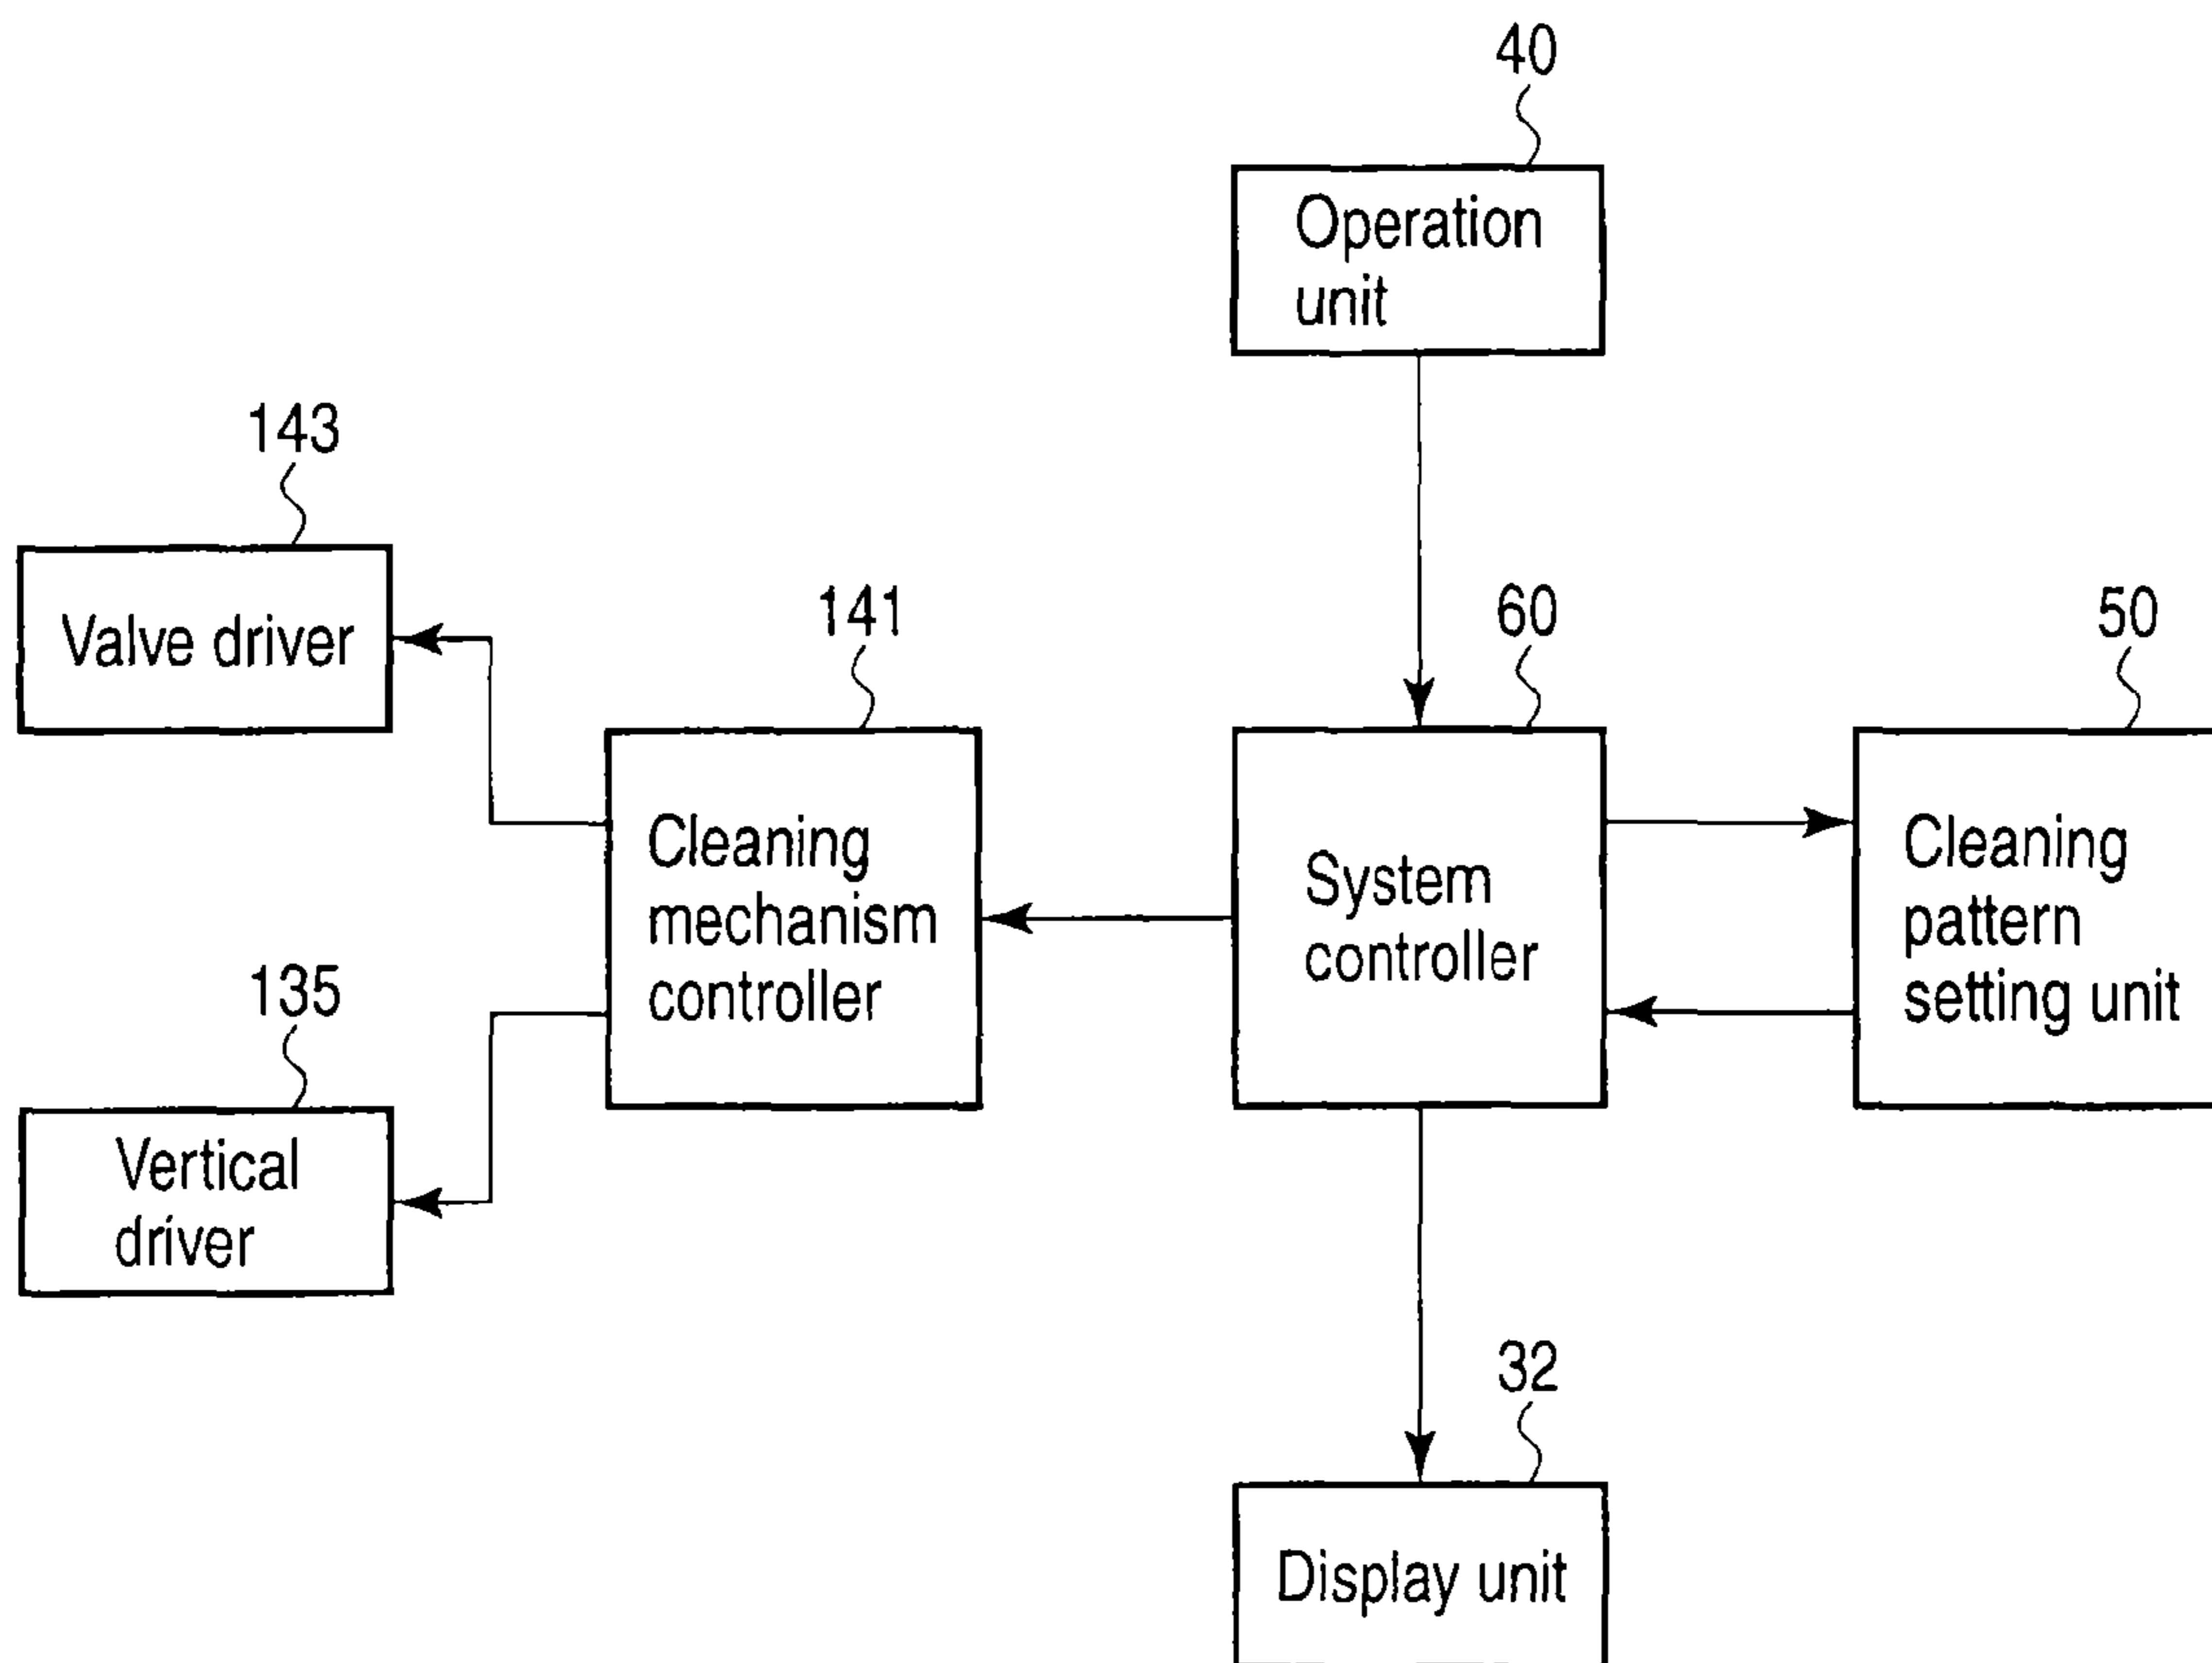 40
Operation
unit
143
Valve driver
141
60
50
Cleaning
mechanism
controller
System
controller
Cleaning
pattern
setting unit
135
Vertical
driver
32
Display unit